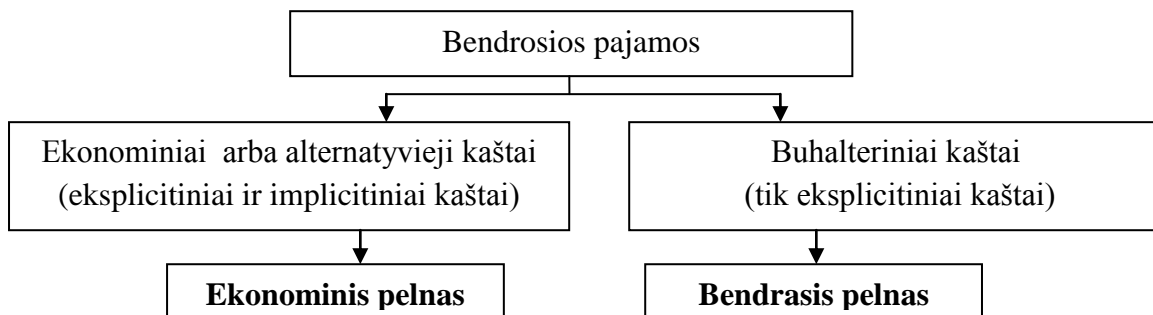 Bendrosios pajamos
Ekonominiai arba alternatyvieji kaštai
(eksplicitiniai ir implicitiniai kaštai)
Buhalteriniai kaštai
(tik eksplicitiniai kaštai)
Ekonominis pelnas
Bendrasis pelnas